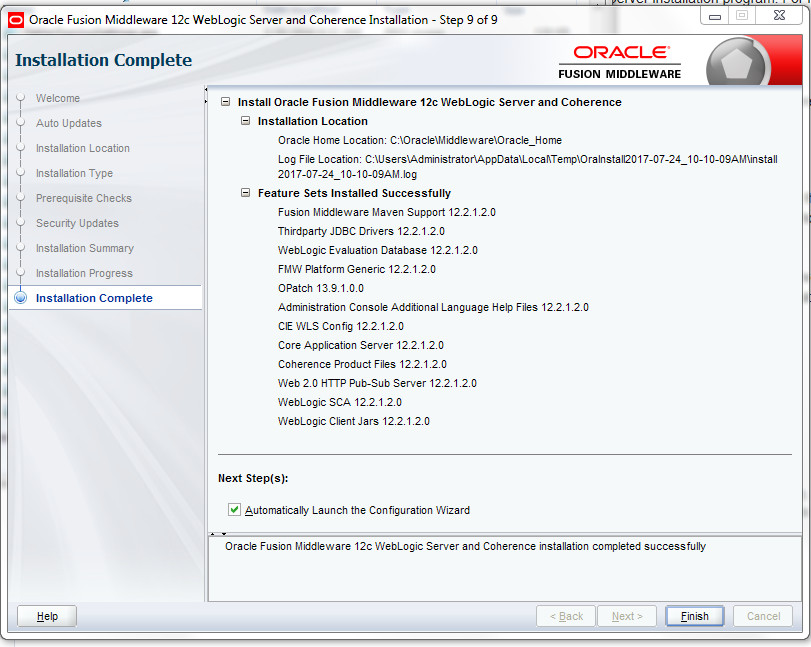 erver installation program. For
Oracle Fusion Middleware 12c WebLogic Server and Coherence Installation - Step 9 of 9
Installation Complete
ORACLE
FUSION MIDDLEWARE
Welcome
Auto Updates
Installation Location
Installation Type
Prerequisite Checks
Security Updates
Installation Summary
Installation Progress
Installation Complete
Install Oracle Fusion Middleware 12c WebLogic Server and Coherence
Installation Location
Oracle Home Location: C:\Oracle\Middleware\Oracle_Home
Log File Location: C:\Users\Administrator\AppData\Local\Temp\OraInstall2017-07-24_10-10-09AM\install
2017-07-24_10-10-09AM.log
Feature Sets Installed Successfully
Fusion Middleware Maven Support 12.2.1.2.0
Thirdparty JDBC Drivers 12.2.1.2.0
WebLogic Evaluation Database 12.2.1.2.0
FMW Platform Generic 12.2.1.2.0
OPatch 13.9.1.0.0
Administration Console Additional Language Help Files 12.2.1.2.0
CIE WLS Config 12.2.1.2.0
Core Application Server 12.2.1.2.0
Coherence Product Files 12.2.1.2.0
Web 2.0 HTTP Pub-Sub Server 12.2.1.2.0
WebLogic SCA 12.2.1.2.0
WebLogic Client Jars 12.2.1.2.0
Next Step(s):
Automatically Launch the Configuration Wizard
Oracle Fusion Middleware 12c WebLogic Server and Coherence installation completed successfully
Help
< Back
Next >
Finish
Cancel